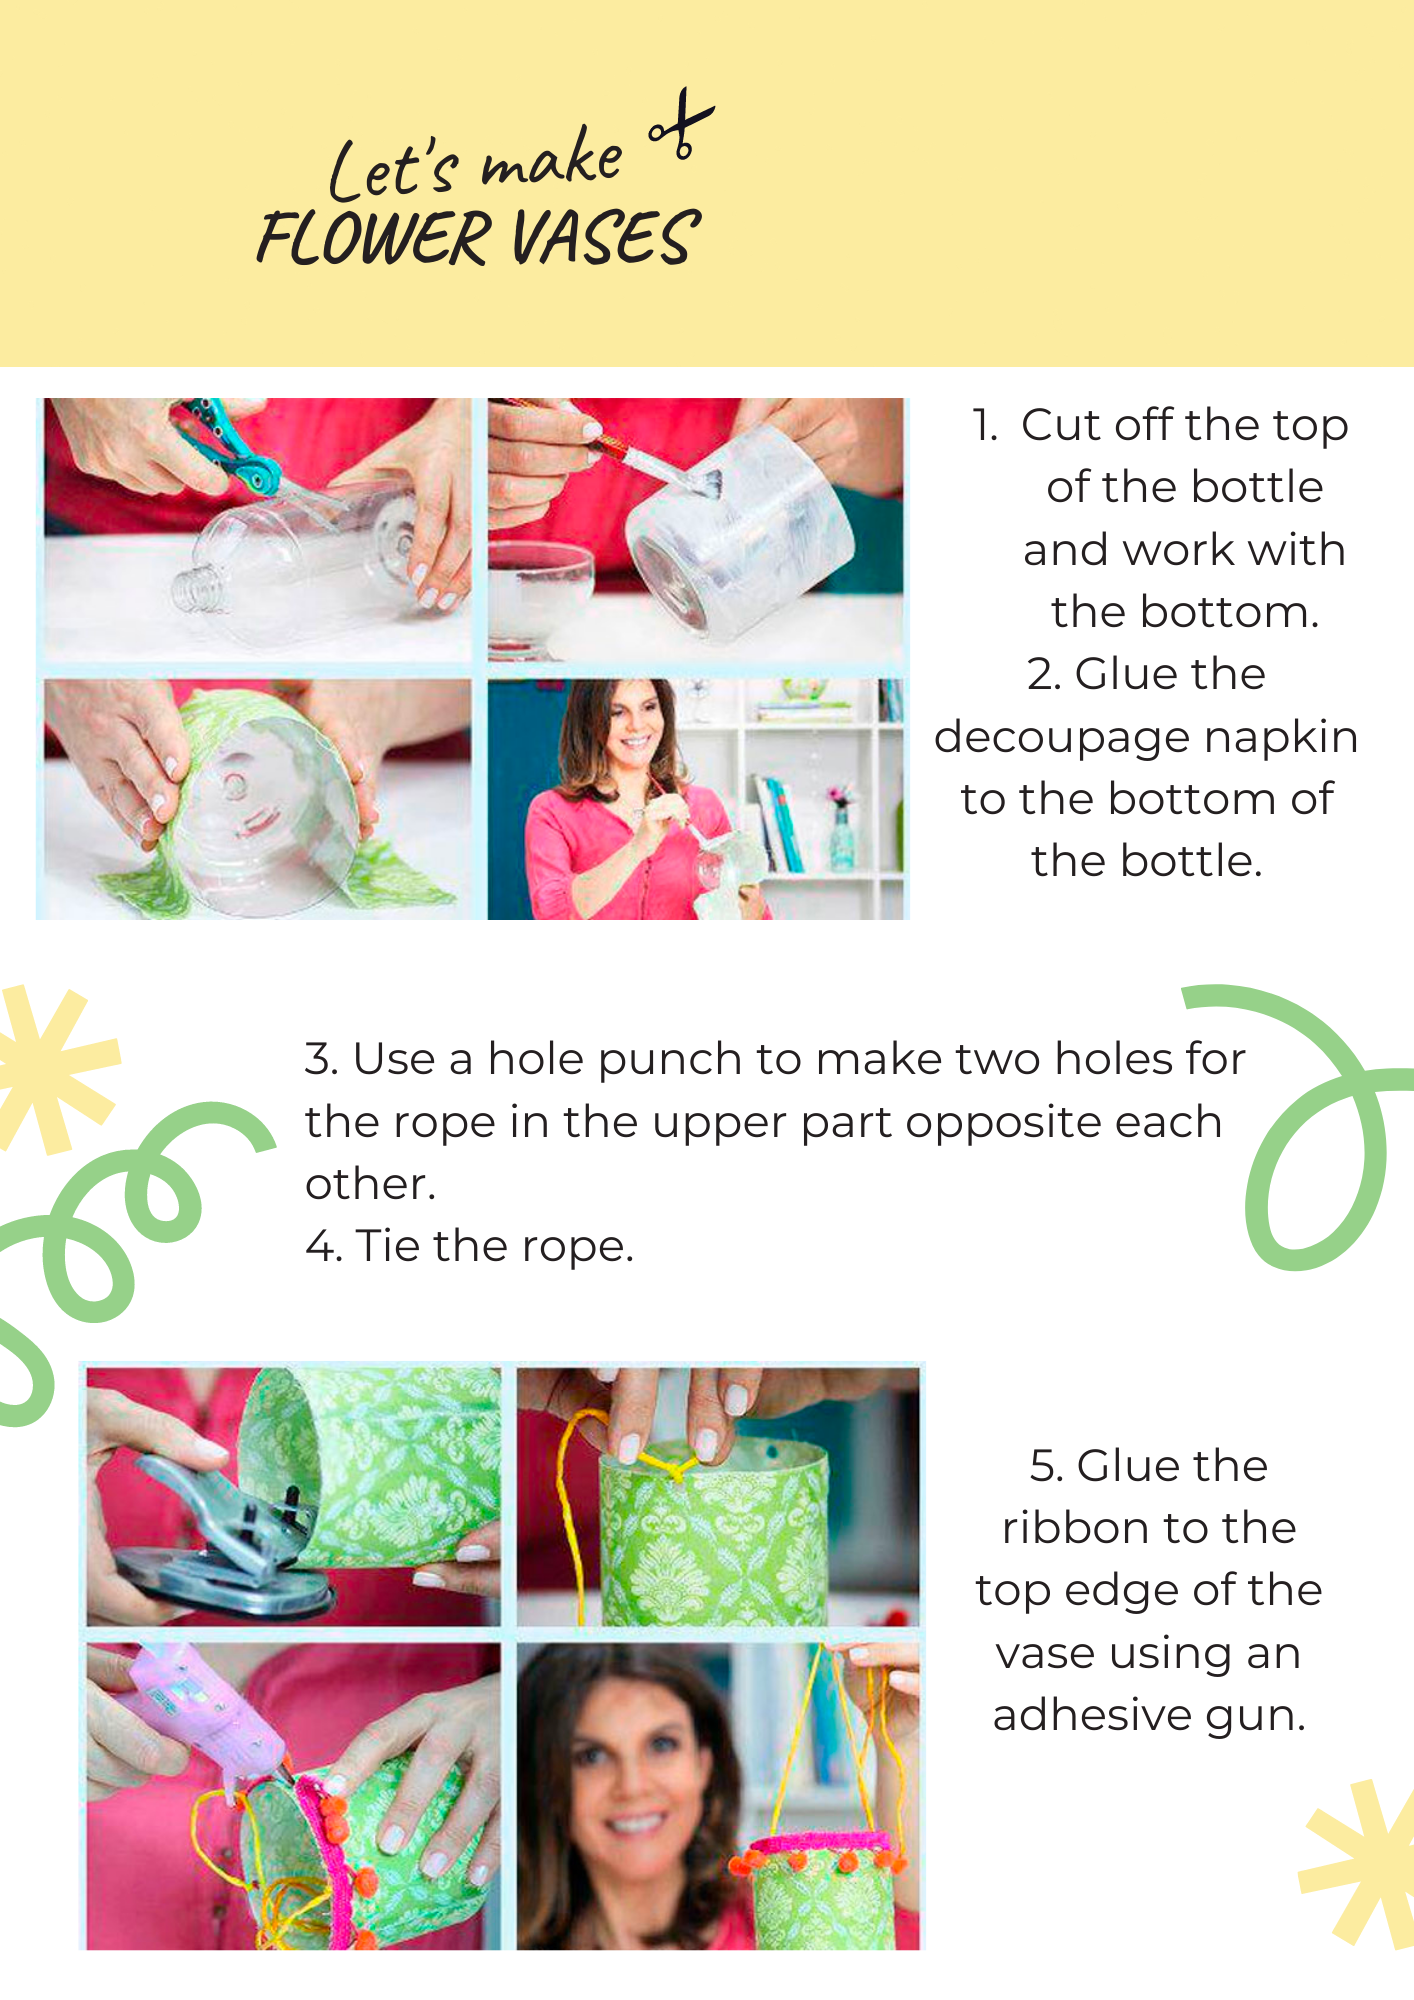 Let's make
FLOWER VASES
1. Cut off the top
of the bottle
and work with
the bottom.
2. Glue the
decoupage napkin
to the bottom of
the bottle.
3. Use a hole punch to make two holes for
the rope in the upper part opposite each
other.
4. Tie the rope.
5. Glue the
ribbon to the
top edge of the
vase using an
adhesive gun.